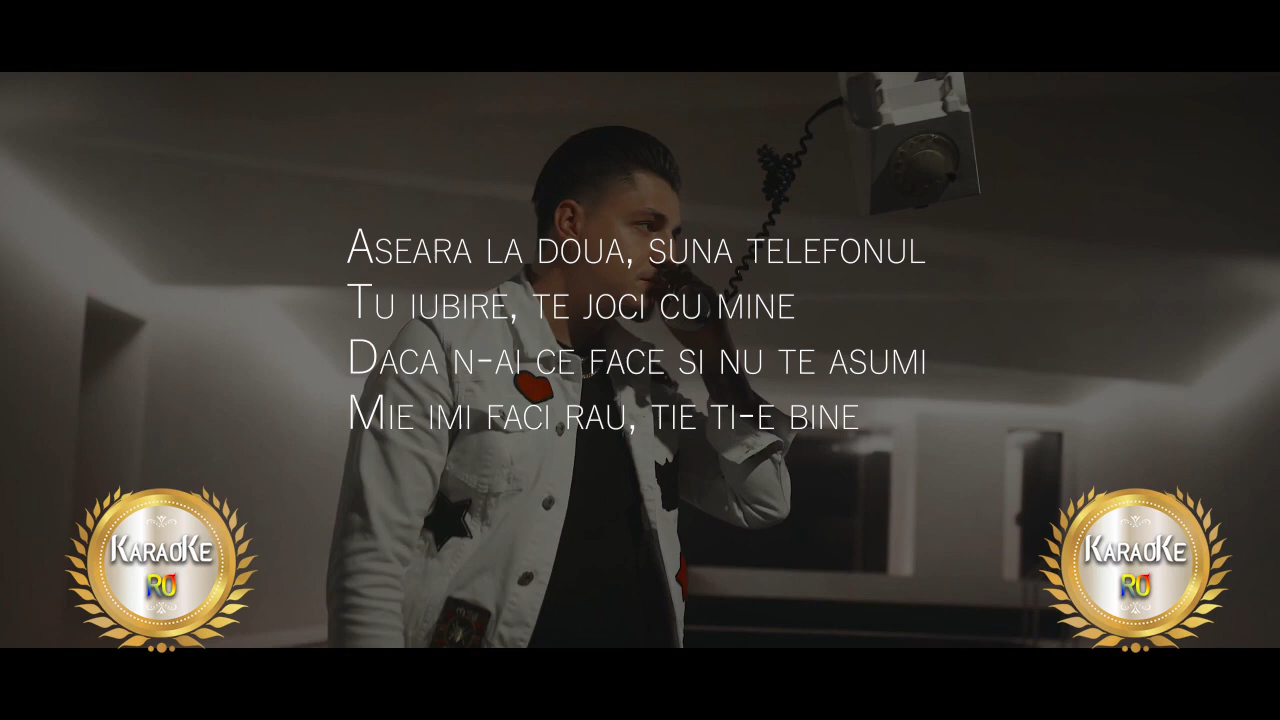 Aseara la doua, suna telefonul
Tu iubire, te joci cu mine
Daca n-ai ce face si nu te asumi
Mie imi faci rau, tie ti-e bine
KaraoKe
RO
KaraoKe
RO